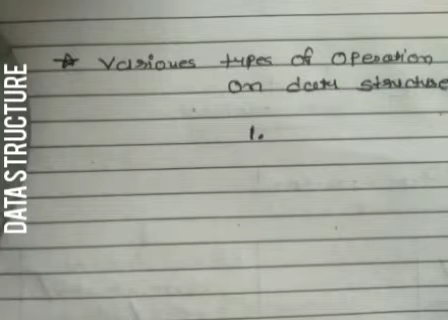 DATA STRUCTURE
☆ Varioues types of operation
on data structure
1.